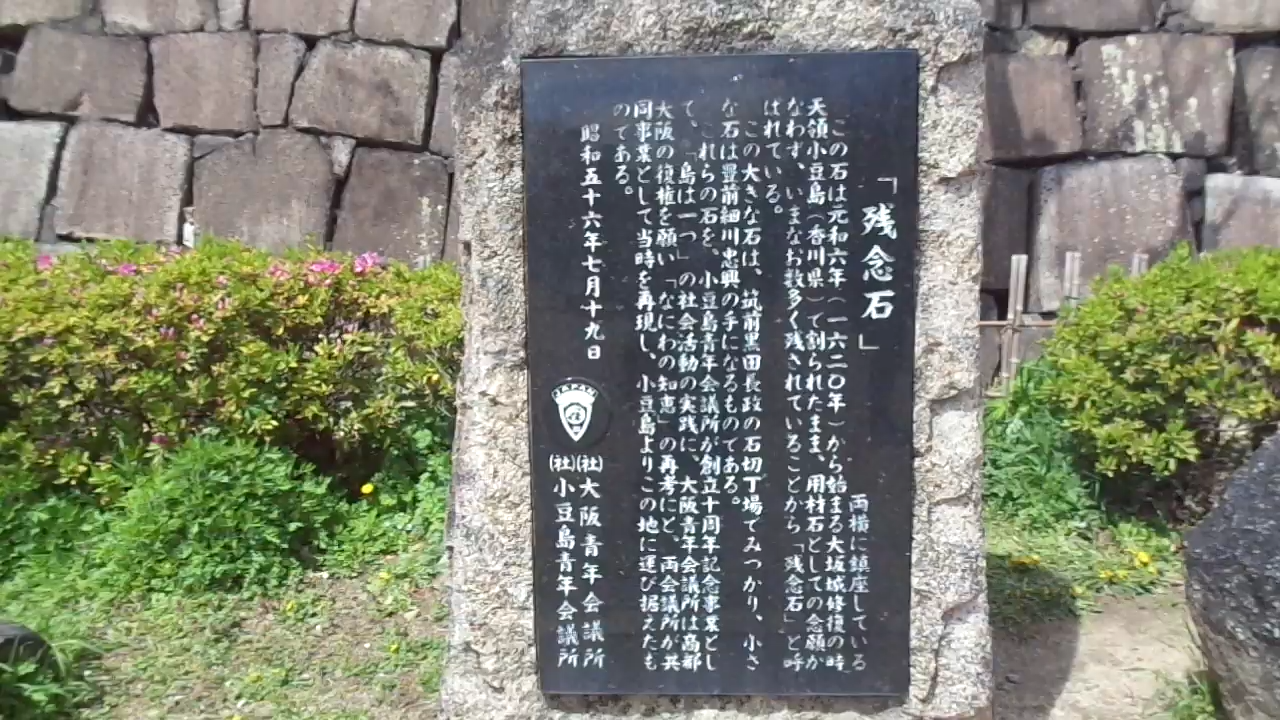 「残念石」
両横に鎮座している
この石は元和六年(一六二〇年)から始まる大坂城修復の時
天領小豆島(香川県)で割られたまま、用材石としての念願か
なわず、いまなお数多く残されていることから「残念石」と呼
ばれている。
この大きな石は、筑前黒田長政の石切丁場でみつかり、小さ
な石は豊前細川忠興の手になるものである。
これらの石を、小豆島青年会議所が創立十周年記念事業とし
て、「島は一つ」の社会活動の実践に、大阪青年会議所は高部
大阪の復権を願い「なにわの知恵」の再考にと、両会議所が共
同事業として当時を再現し、小豆島よりこの地に運び据えたも
のである。
昭和五十六年七月十九日
JAPAN
(社)大阪青年会議所
(社)小豆島青年会議所